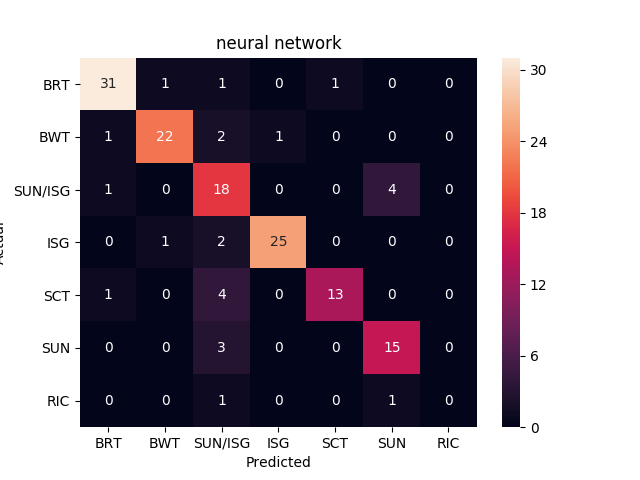 neural network
BRT 31 1 1 0 1 0 0
BWT 1 22 2 1 0 0 0
SUN/ISG 1 0 18 0 0 4 0
ISG 0 1 2 25 0 0 0
SCT 1 0 4 0 13 0 0
SUN 0 0 3 0 0 15 0
RIC 0 0 1 0 0 1 0
BRT BWT SUN/ISG ISG SCT SUN RIC
Predicted
30
24
18
12
6
0